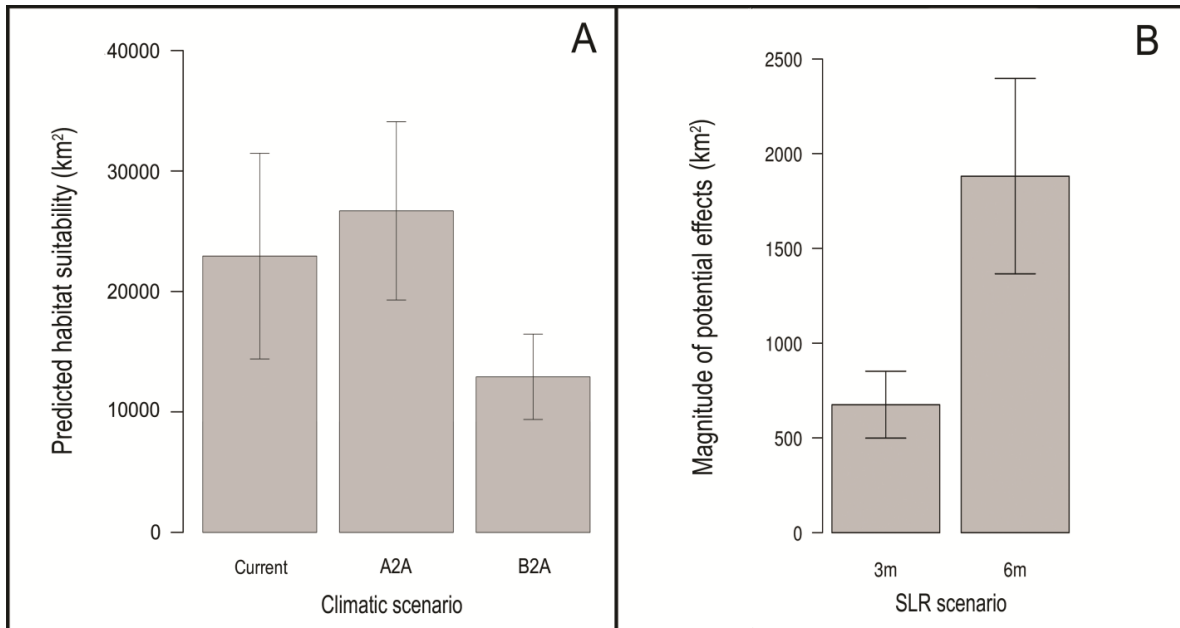 A
Predicted habitat suitability (km²)
40000
30000
20000
10000
0
Current A2A B2A
Climatic scenario
B
Magnitude of potential effects (km²)
2500
2000
1500
1000
500
0
3m 6m
SLR scenario